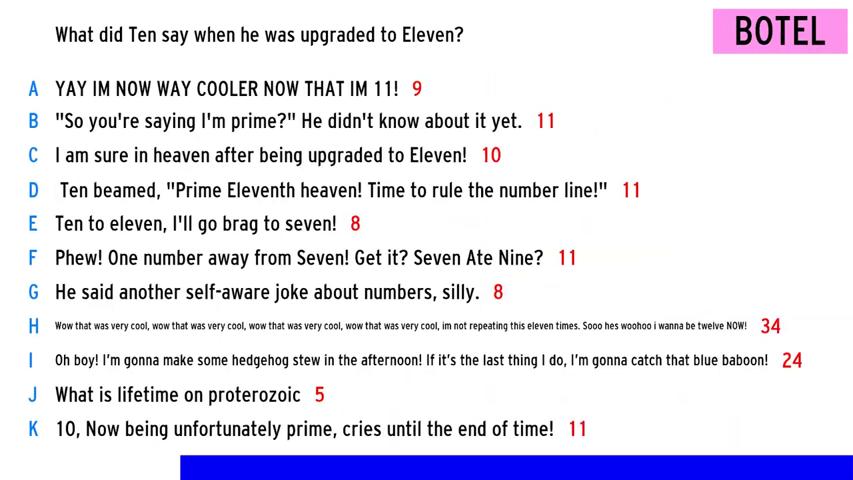 What did Ten say when he was upgraded to Eleven?
BOTEL
A YAY IM NOW WAY COOLER NOW THAT IM 11! 9
B "So you're saying I'm prime?" He didn't know about it yet. 11
C I am sure in heaven after being upgraded to Eleven! 10
D Ten beamed, "Prime Eleventh heaven! Time to rule the number line!" 11
E Ten to eleven, I'll go brag to seven! 8
F Phew! One number away from Seven! Get it? Seven Ate Nine? 11
G He said another self-aware joke about numbers, silly. 8
H Wow that was very cool, wow that was very cool, wow that was very cool, wow that was very cool, im not repeating this eleven times. Sooo hes woohoo i wanna be twelve NOW! 34
I Oh boy! I'm gonna make some hedgehog stew in the afternoon! If it's the last thing I do, I'm gonna catch that blue baboon! 24
J What is lifetime on proterozoic 5
K 10, Now being unfortunately prime, cries until the end of time! 11